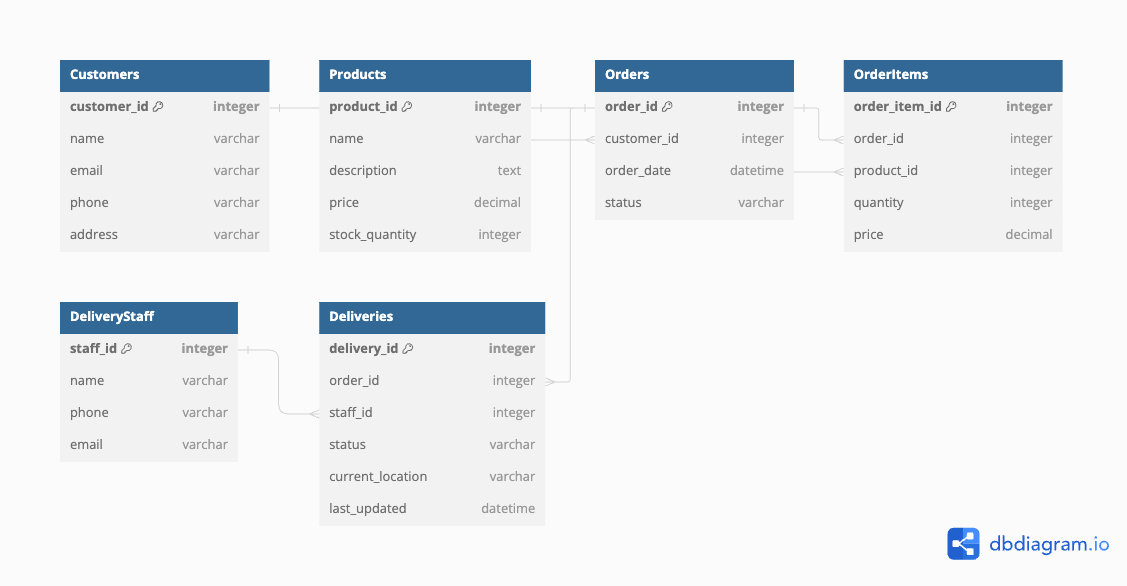 Customers
customer_id integer
name varchar
email varchar
phone varchar
address varchar
Products
product_id integer
name varchar
description text
price decimal
stock_quantity integer
Orders
order_id integer
customer_id integer
order_date datetime
status varchar
OrderItems
order_item_id integer
order_id integer
product_id integer
quantity integer
price decimal
DeliveryStaff
staff_id integer
name varchar
phone varchar
email varchar
Deliveries
delivery_id integer
order_id integer
staff_id integer
status varchar
current_location varchar
last_updated datetime
dbdiagram.io